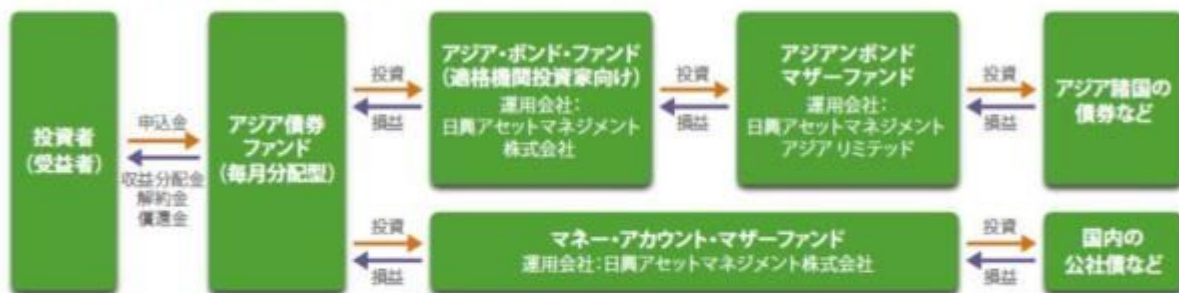 投資者
(受益者)
申込金
収益分配金
解約金
償還金
アジア債券
ファンド
(毎月分配型)
投資
損益
アジア・ボンド・ファンド
(適格機関投資家向け)
運用会社:
日興アセットマネジメント
株式会社
投資
損益
アジアンボンド
マザーファンド
運用会社:
日興アセットマネジメント
アジア リミテッド
投資
損益
アジア諸国の
債券など
投資
損益
マネー・アカウント・マザーファンド
運用会社:日興アセットマネジメント株式会社
投資
損益
国内の
公社債など